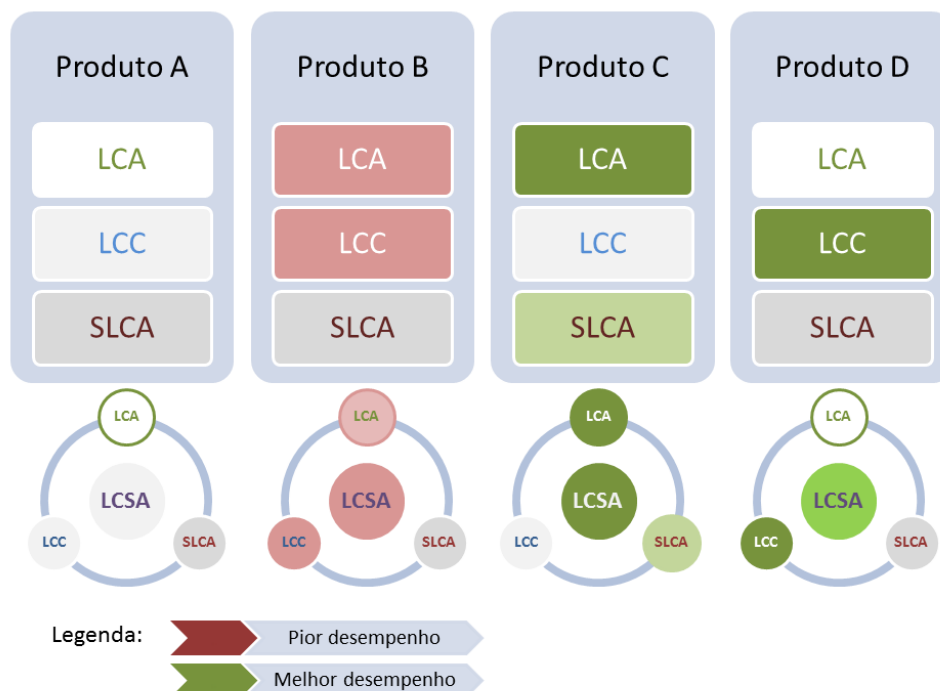 Produto A
LCA
LCC
SLCA
Produto B
LCA
LCC
SLCA
Produto C
LCA
LCC
SLCA
Produto D
LCA
LCC
SLCA
LCA
LCSA
LCC
SLCA
LCA
LCSA
LCC
SLCA
LCA
LCSA
LCC
SLCA
LCA
LCSA
LCC
SLCA
Legenda:
Pior desempenho
Melhor desempenho